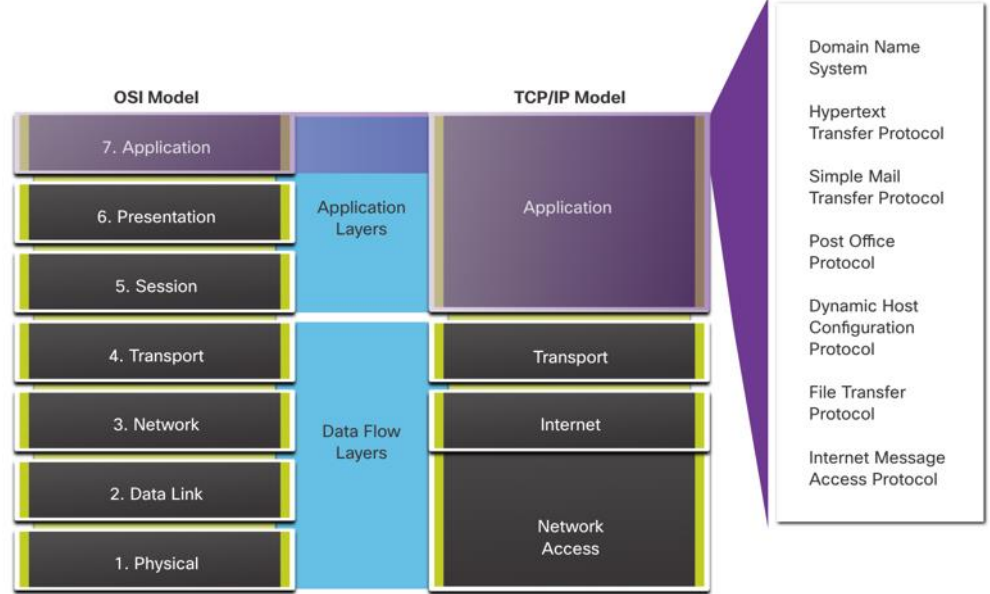 OSI Model
TCP/IP Model
7. Application
6. Presentation
5. Session
4. Transport
3. Network
2. Data Link
1. Physical
Application
Layers
Data Flow
Layers
Application
Transport
Internet
Network
Access
Domain Name
System
Hypertext
Transfer Protocol
Simple Mail
Transfer Protocol
Post Office
Protocol
Dynamic Host
Configuration
Protocol
File Transfer
Protocol
Internet Message
Access Protocol